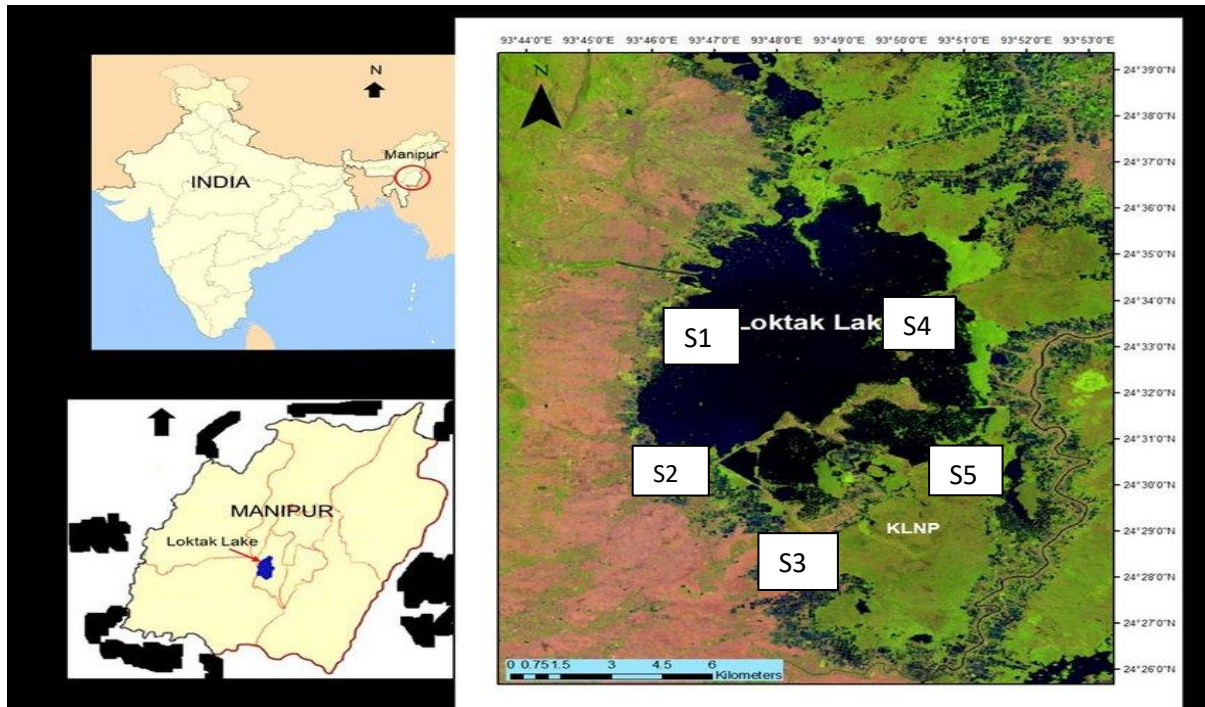 N
Manipur
INDIA
MANIPUR
Loktak Lake
93°44'0"E 93°45'0"E 93°46'0"E 93°47'0"E 93°48'0"E 93°49'0"E 93°50'0"E 93°51'0"E 93°52'0"E 93°53'0"E
N
24°39'0"N
24°38'0"N
24°37'0"N
24°36'0"N
24°35'0"N
24°34'0"N
24°33'0"N
24°32'0"N
24°31'0"N
24°30'0"N
24°29'0"N
24°28'0"N
24°27'0"N
24°26'0"N
S1
Loktak Lak
S4
S2
S5
KLNP
S3
0 0.75 1.5 3 4.5 6
Kilometers